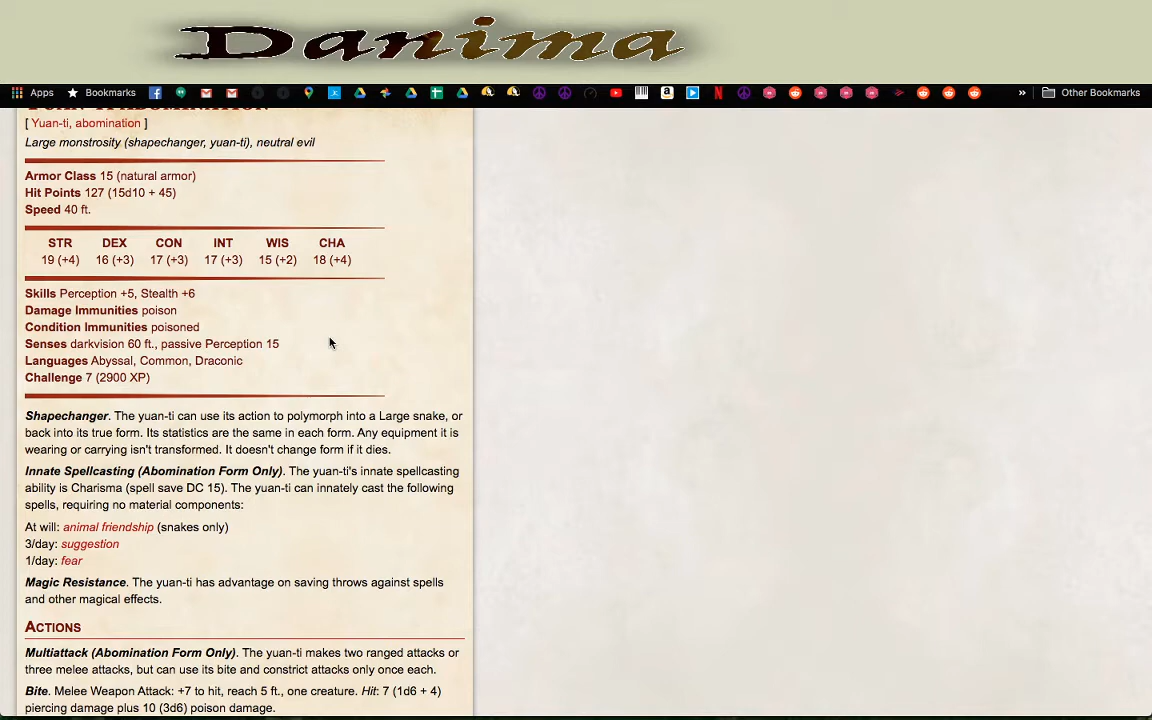 Danima
Apps Bookmarks » Other Bookmarks
[ Yuan-ti, abomination ]
Large monstrosity (shapechanger, yuan-ti), neutral evil
Armor Class 15 (natural armor)
Hit Points 127 (15d10 + 45)
Speed 40 ft.
STR DEX CON INT WIS CHA
19 (+4) 16 (+3) 17 (+3) 17 (+3) 15 (+2) 18 (+4)
Skills Perception +5, Stealth +6
Damage Immunities poison
Condition Immunities poisoned
Senses darkvision 60 ft., passive Perception 15
Languages Abyssal, Common, Draconic
Challenge 7 (2900 XP)
Shapechanger. The yuan-ti can use its action to polymorph into a Large snake, or
back into its true form. Its statistics are the same in each form. Any equipment it is
wearing or carrying isn't transformed. It doesn't change form if it dies.
Innate Spellcasting (Abomination Form Only). The yuan-ti's innate spellcasting
ability is Charisma (spell save DC 15). The yuan-ti can innately cast the following
spells, requiring no material components:
At will: animal friendship (snakes only)
3/day: suggestion
1/day: fear
Magic Resistance. The yuan-ti has advantage on saving throws against spells
and other magical effects.
ACTIONS
Multiattack (Abomination Form Only). The yuan-ti makes two ranged attacks or
three melee attacks, but can use its bite and constrict attacks only once each.
Bite. Melee Weapon Attack: +7 to hit, reach 5 ft., one creature. Hit: 7 (1d6 + 4)
piercing damage plus 10 (3d6) poison damage.